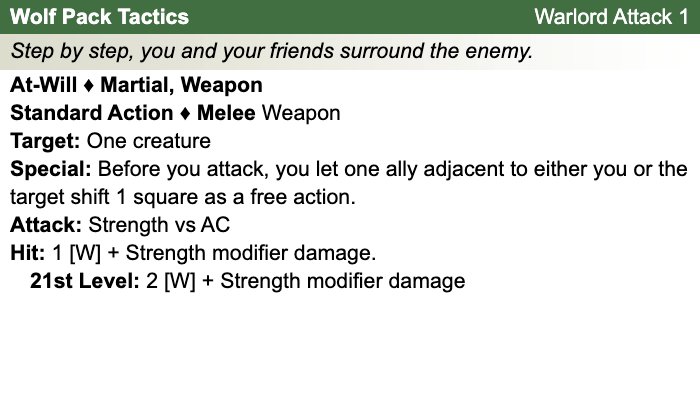 Wolf Pack Tactics Warlord Attack 1
Step by step, you and your friends surround the enemy.
At-Will ♦ Martial, Weapon
Standard Action ♦ Melee Weapon
Target: One creature
Special: Before you attack, you let one ally adjacent to either you or the
target shift 1 square as a free action.
Attack: Strength vs AC
Hit: 1 [W] + Strength modifier damage.
21st Level: 2 [W] + Strength modifier damage